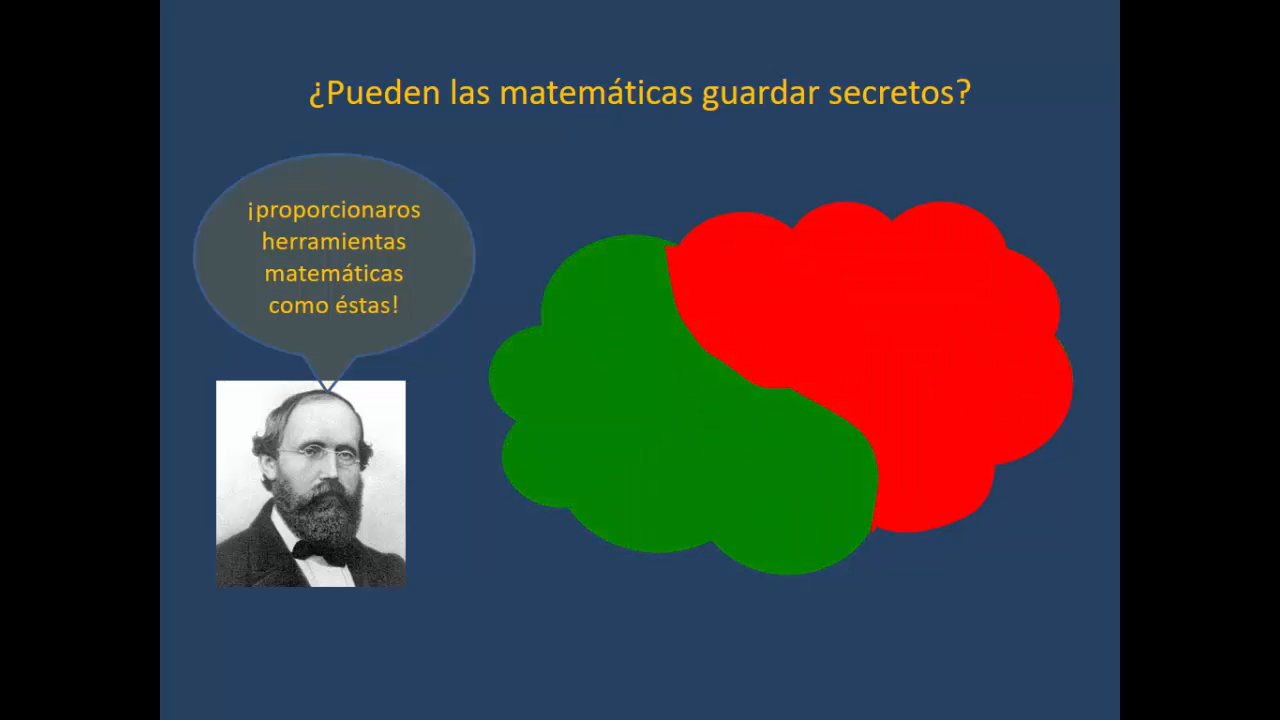 ¿Pueden las matemáticas guardar secretos?
¡proporcionaros
herramientas
matemáticas
como éstas!